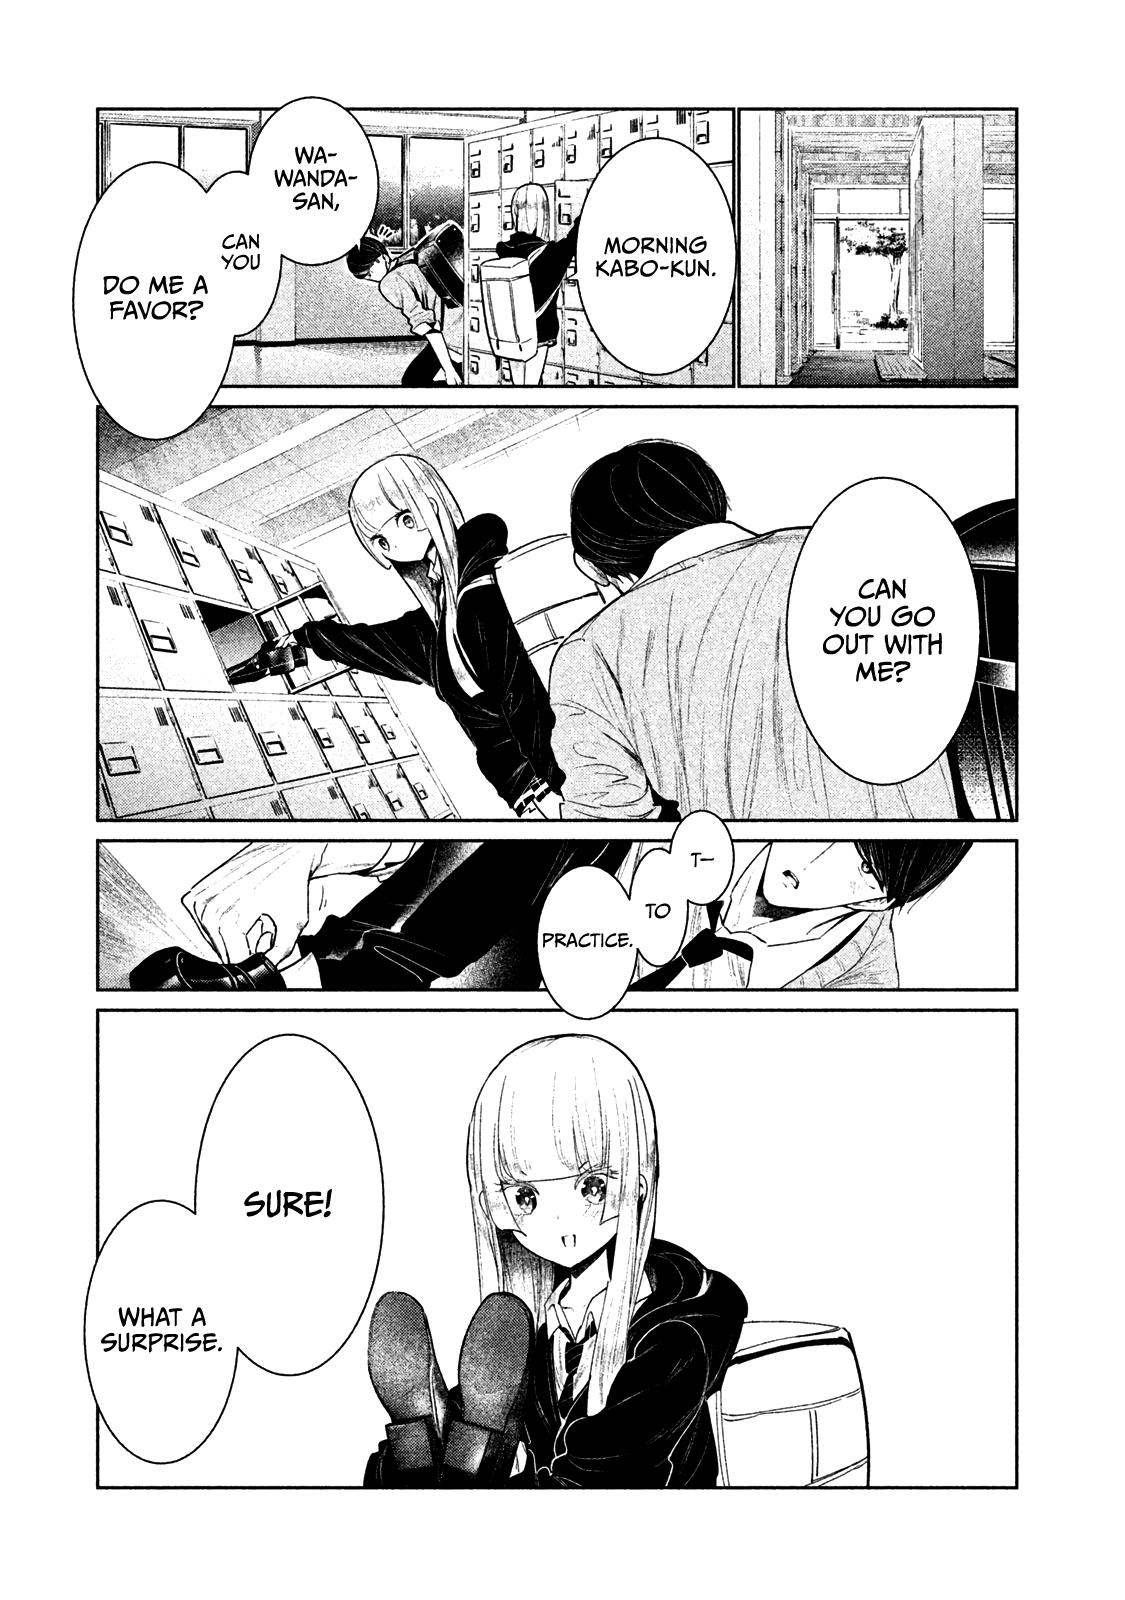 MORNING
KABO-KUN.
WA-
WANDA-
SAN,
CAN
YOU
DO ME A
FAVOR?
CAN
YOU GO
OUT WITH
ME?
T—
TO
PRACTICE.
SURE!
WHAT A
SURPRISE.